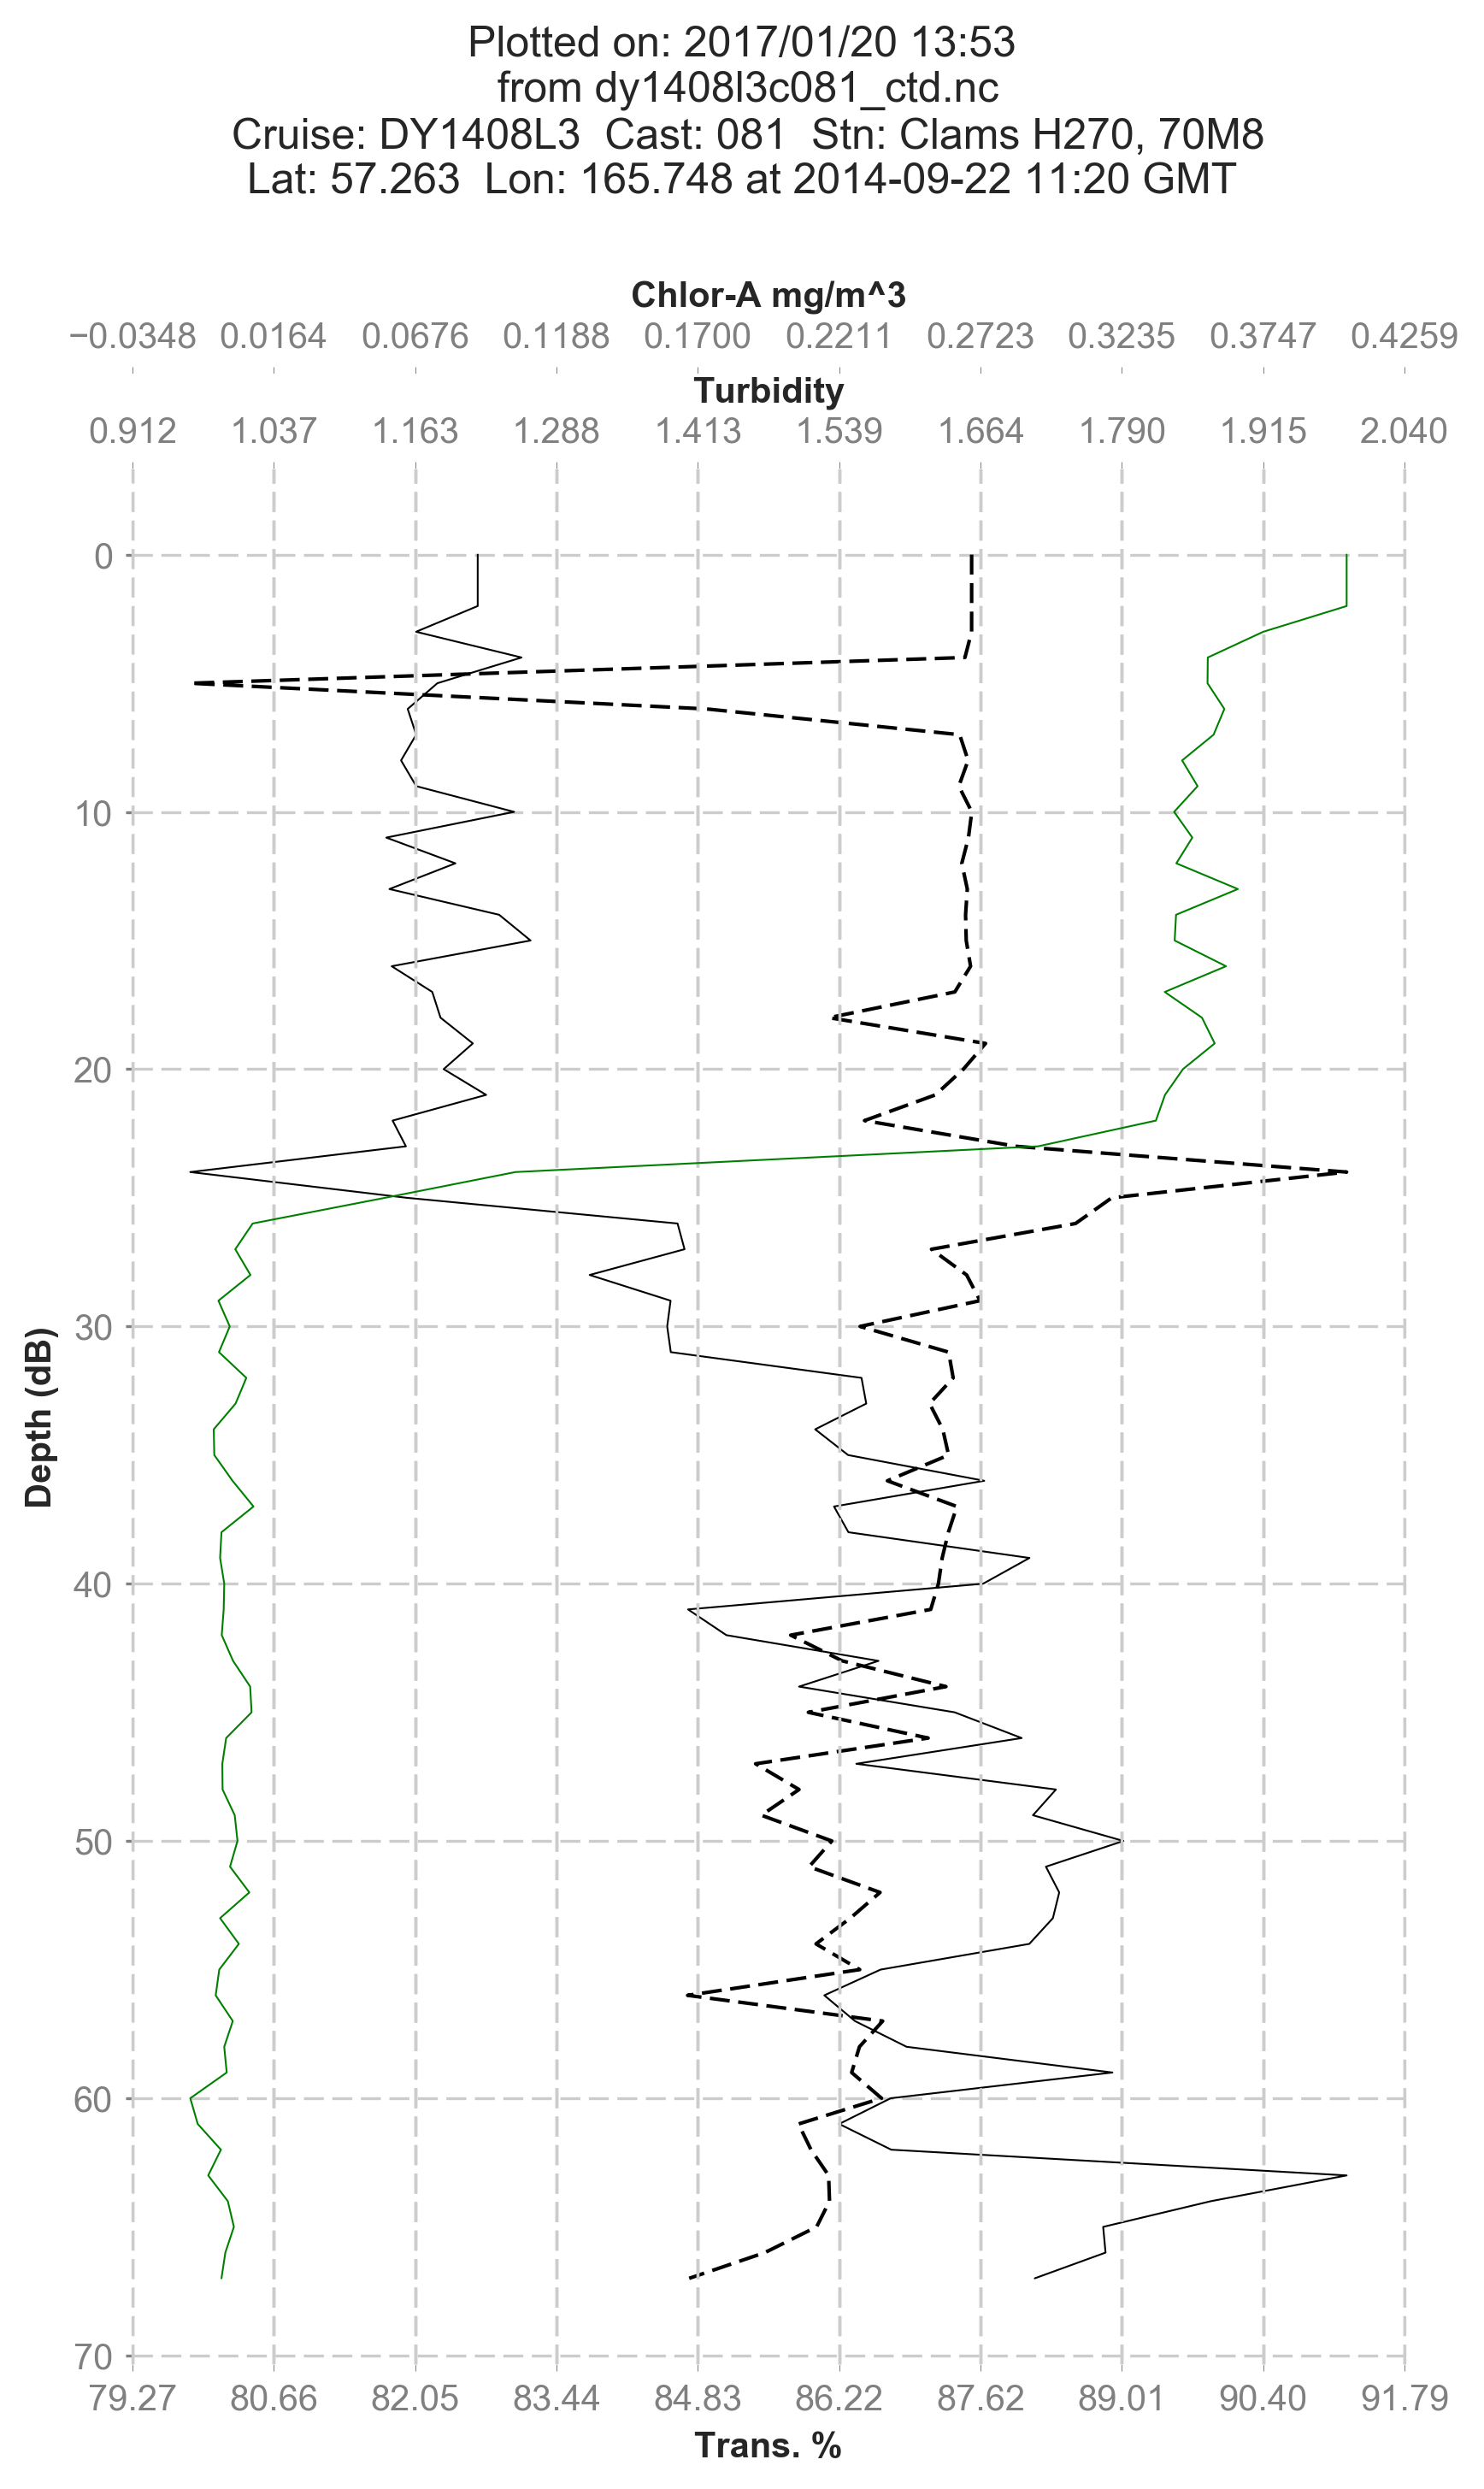 Plotted on: 2017/01/20 13:53
from dy1408l3c081_ctd.nc
Cruise: DY1408L3  Cast: 081  Stn: Clams H270, 70M8
Lat: 57.263  Lon: 165.748 at 2014-09-22 11:20 GMT
Chlor-A mg/m^3
−0.0348 0.0164 0.0676 0.1188 0.1700 0.2211 0.2723 0.3235 0.3747 0.4259
Turbidity
0.912 1.037 1.163 1.288 1.413 1.539 1.664 1.790 1.915 2.040
0
10
20
30
Depth (dB)
40
50
60
70
79.27 80.66 82.05 83.44 84.83 86.22 87.62 89.01 90.40 91.79
Trans. %